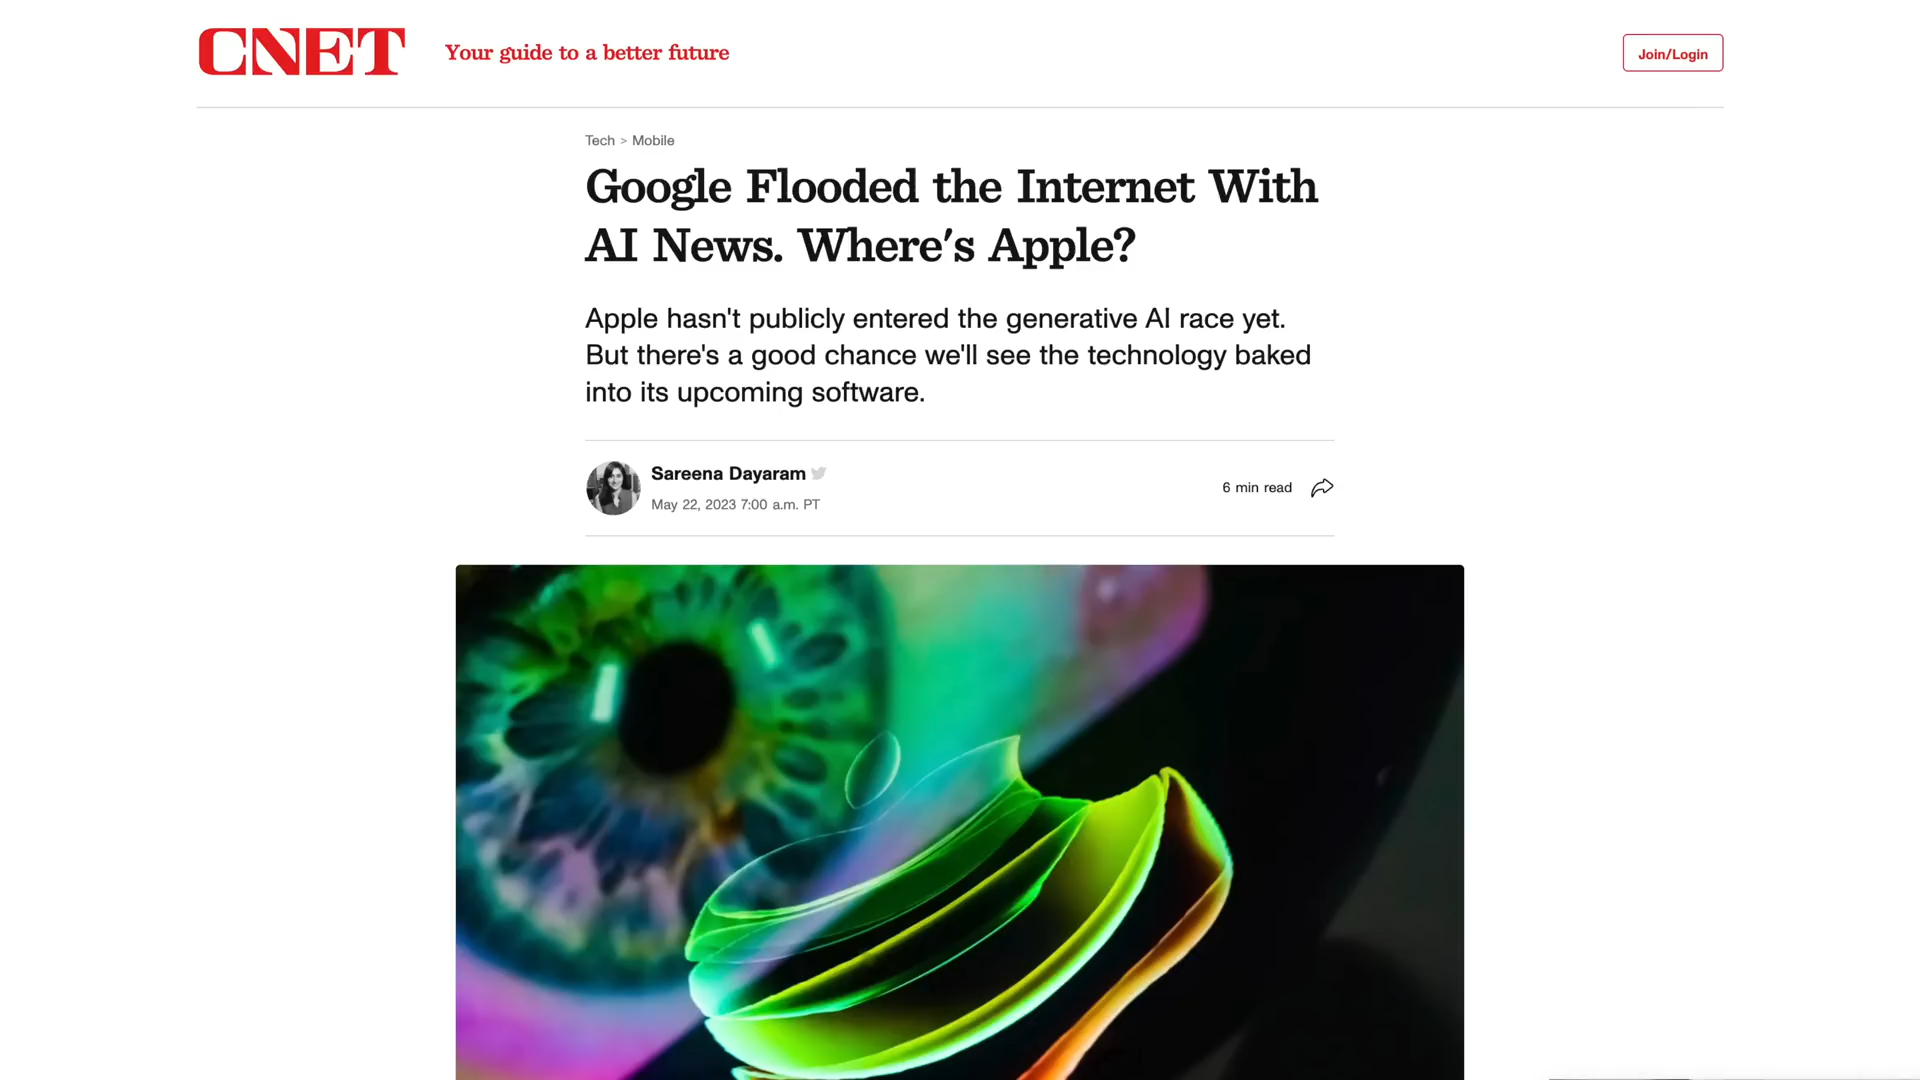 CNET
Your guide to a better future
Join/Login
Tech > Mobile
Google Flooded the Internet With
AI News. Where's Apple?
Apple hasn't publicly entered the generative AI race yet.
But there's a good chance we'll see the technology baked
into its upcoming software.
Sareena Dayaram
May 22, 2023 7:00 a.m. PT
6 min read